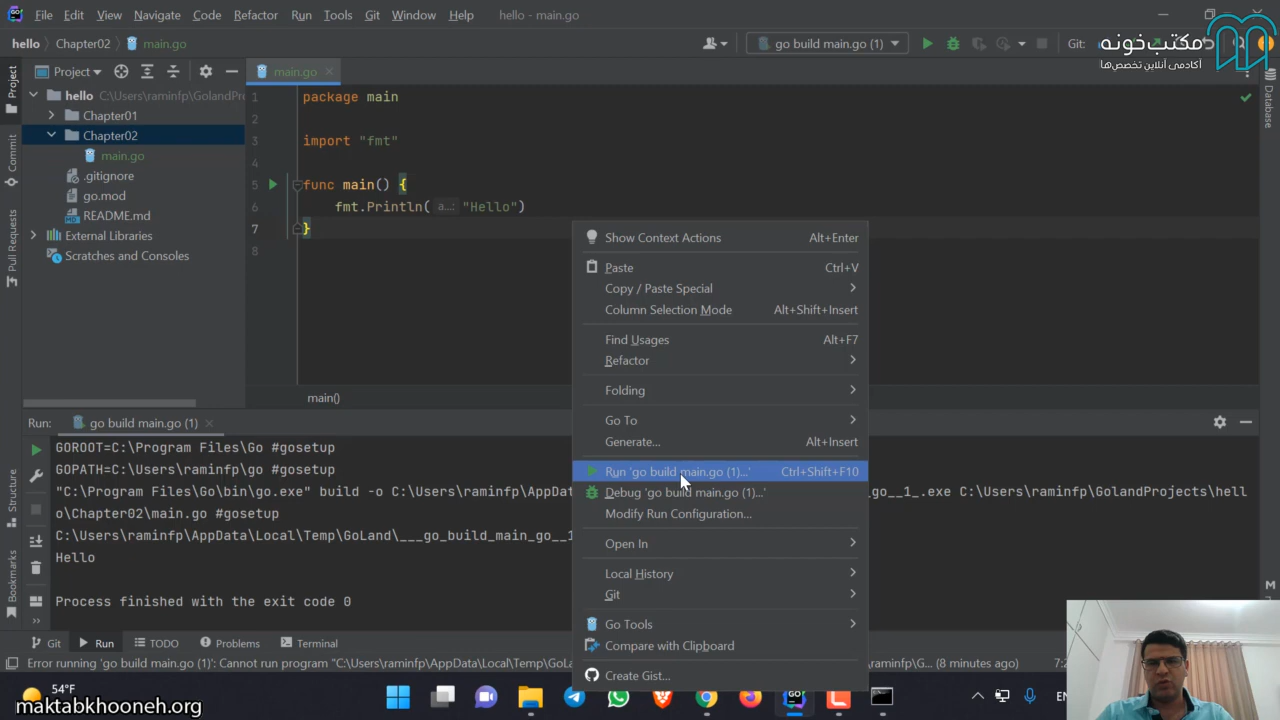 File Edit View Navigate Code Refactor Run Tools Git Window Help hello - main.go
hello Chapter02 main.go go build main.go (1) Git:
مکتب‌خونه
آکادمی آنلاین تخصص‌ها
Project main.go
Project
Commit
Pull Requests
Structure
Bookmarks
Database
hello C:\Users\raminfp\GolandPro
Chapter01
Chapter02
main.go
.gitignore
go.mod
README.md
External Libraries
Scratches and Consoles
1 package main
2
3 import "fmt"
4
5 func main() {
6 fmt.Println( a...: "Hello")
7 }
8
main()
Show Context Actions Alt+Enter
Paste Ctrl+V
Copy / Paste Special
Column Selection Mode Alt+Shift+Insert
Find Usages Alt+F7
Refactor
Folding
Go To
Generate... Alt+Insert
Run 'go build main.go (1)...' Ctrl+Shift+F10
Debug 'go build main.go (1)...'
Modify Run Configuration...
Open In
Local History
Git
Go Tools
Compare with Clipboard
Create Gist...
Run: go build main.go (1)
GOROOT=C:\Program Files\Go #gosetup
GOPATH=C:\Users\raminfp\go #gosetup
"C:\Program Files\Go\bin\go.exe" build -o C:\Users\raminfp\AppDat go__1_.exe C:\Users\raminfp\GolandProjects\hell
o\Chapter02\main.go #gosetup
C:\Users\raminfp\AppData\Local\Temp\GoLand\___go_build_main_go__1
Hello
Process finished with the exit code 0
Git Run TODO Problems Terminal
Error running 'go build main.go (1)': Cannot run program "C:\Users\raminfp\AppData\Local\Temp\GoLa raminfp\G... (8 minutes ago) 7:2
54°F
maktabkhooneh.org